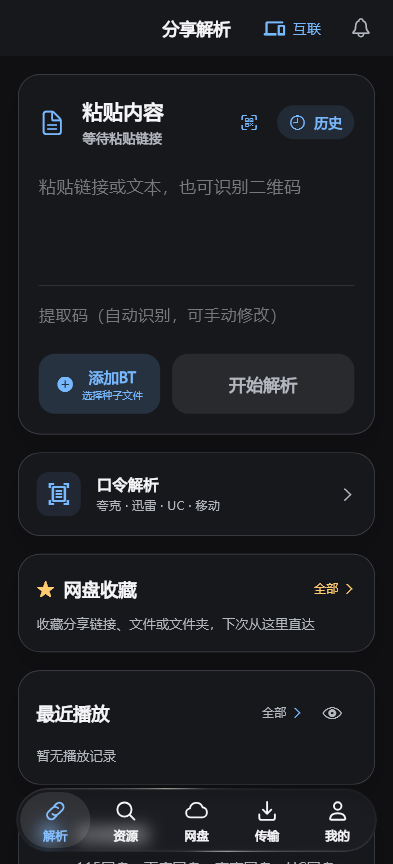 分享解析
互联
粘贴内容
等待粘贴链接
历史
粘贴链接或文本，也可识别二维码
提取码（自动识别，可手动修改）
添加BT
选择种子文件
开始解析
口令解析
夸克 · 迅雷 · UC · 移动
网盘收藏
全部
收藏分享链接、文件或文件夹，下次从这里直达
最近播放
全部
暂无播放记录
解析
资源
网盘
传输
我的